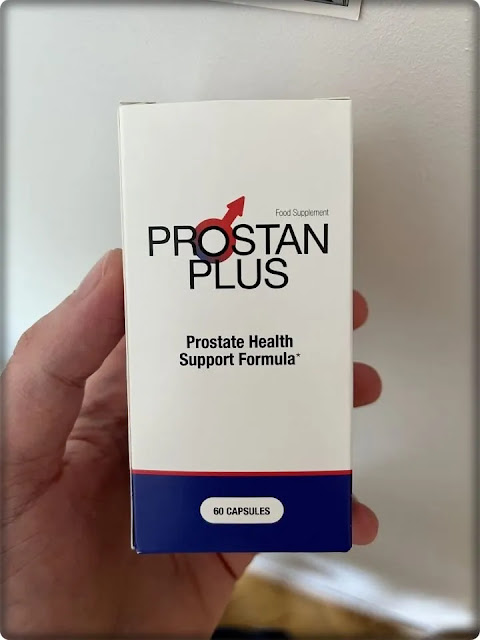 Food Supplement
PROSTAN
PLUS
Prostate Health
Support Formula*
60 CAPSULES